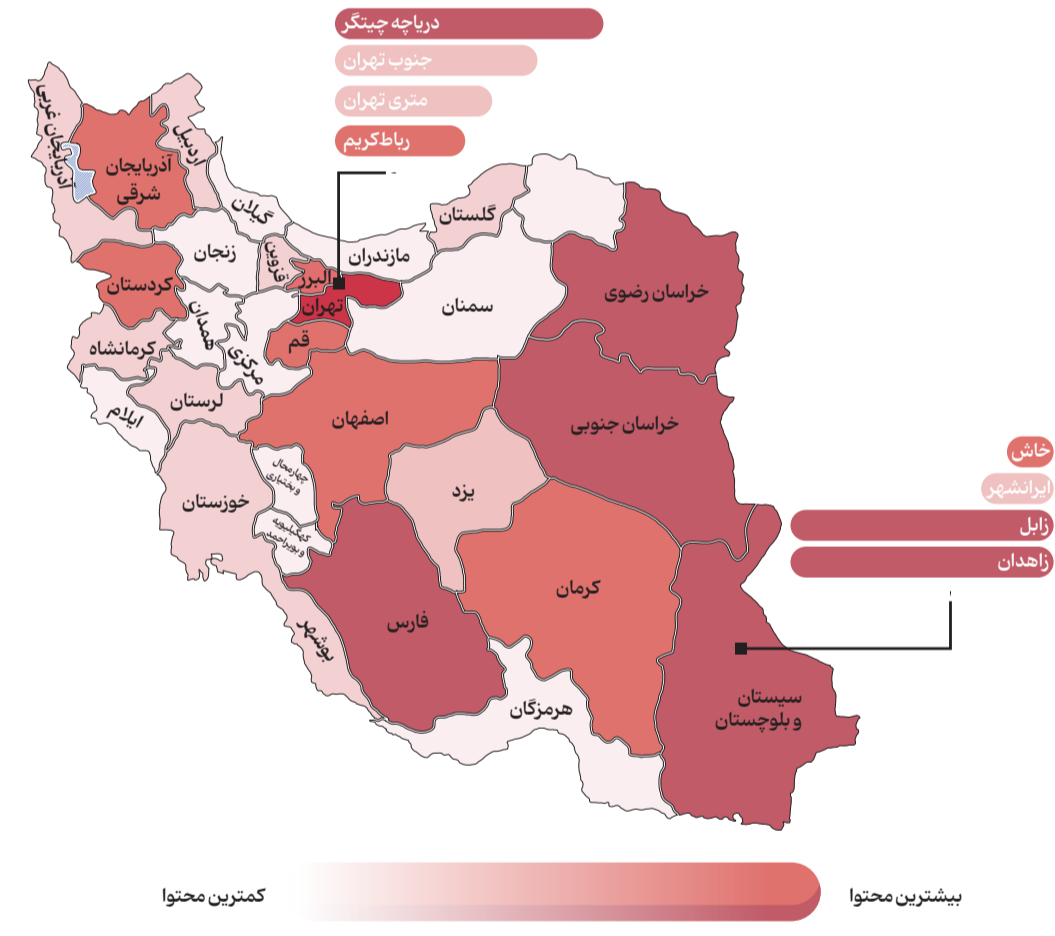 دریاچه چیتگر
جنوب تهران
متری تهران
رباط‌کریم
آذربایجان غربی
آذربایجان
شرقی
اردبیل
گیلان
گلستان
زنجان
قزوین
البرز
مازندران
تهران
سمنان
خراسان رضوی
کردستان
همدان
کرمانشاه
مرکزی
قم
ایلام
لرستان
اصفهان
خراسان جنوبی
چهارمحال
و بختیاری
خوزستان
یزد
کهگیلویه
و بویراحمد
فارس
کرمان
بوشهر
هرمزگان
خاش
ایرانشهر
زابل
زاهدان
سیستان
و بلوچستان
بیشترین محتوا
کمترین محتوا